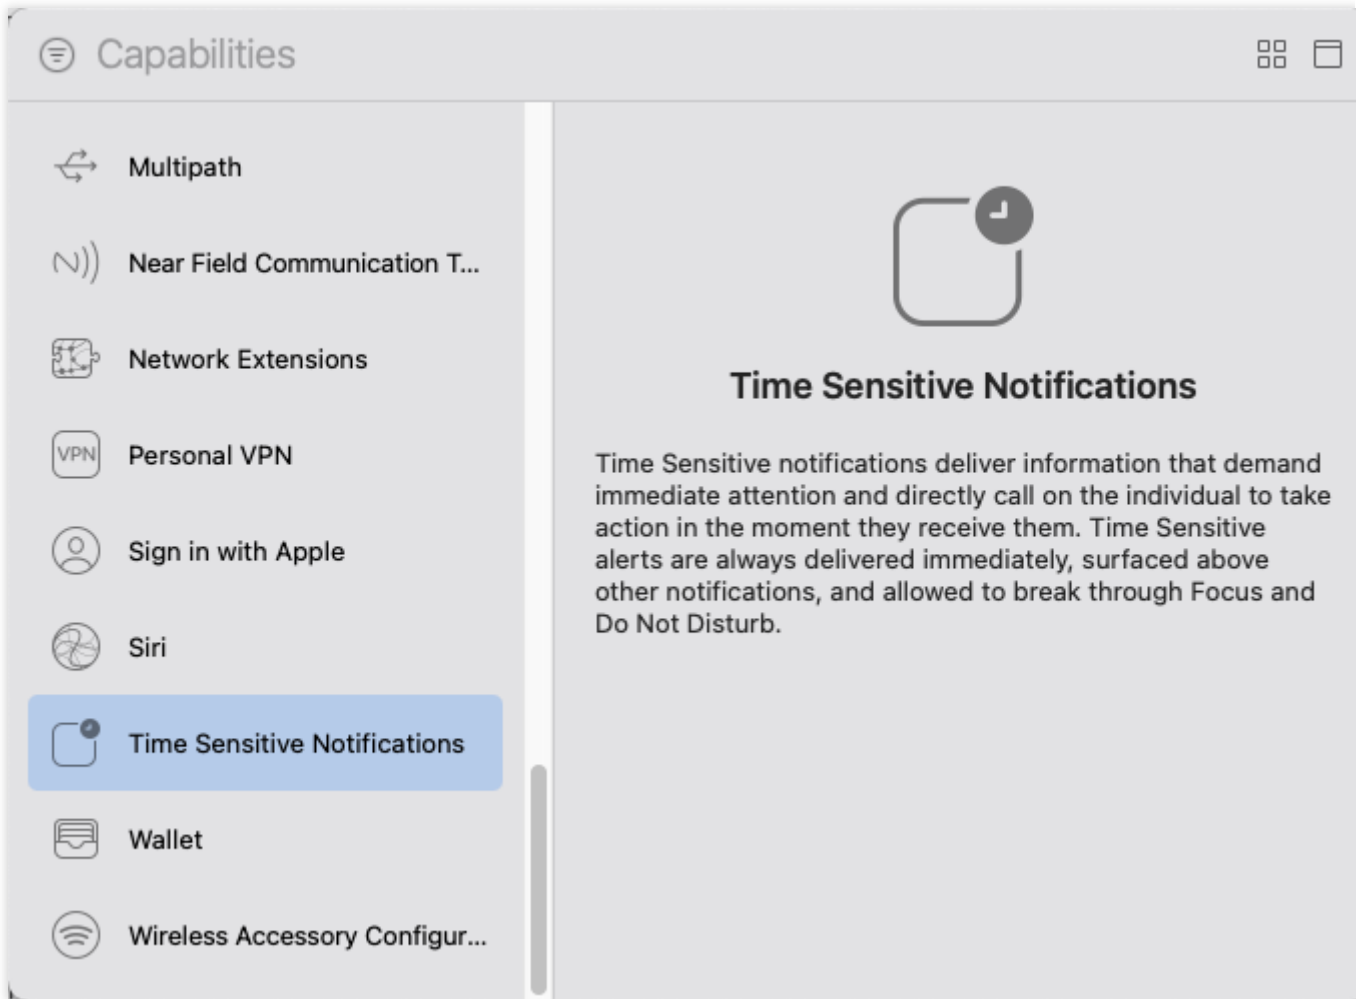 Capabilities
Multipath
Near Field Communication T...
Network Extensions
VPN
Personal VPN
Sign in with Apple
Siri
Time Sensitive Notifications
Wallet
Wireless Accessory Configur...
Time Sensitive Notifications
Time Sensitive notifications deliver information that demand
immediate attention and directly call on the individual to take
action in the moment they receive them. Time Sensitive
alerts are always delivered immediately, surfaced above
other notifications, and allowed to break through Focus and
Do Not Disturb.